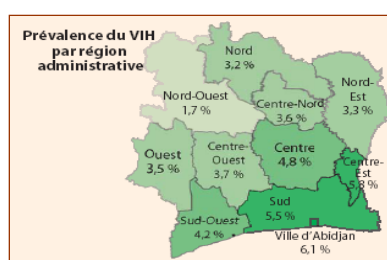 Prévalence du VIH
par région
administrative
Nord
3,2 %
Nord-Ouest
1,7 %
Centre-Nord
3,6 %
Nord-
Est
3,3 %
Ouest
3,5 %
Centre-
Ouest
3,7 %
Centre
4,8 %
Centre-
Est
5,8 %
Sud
5,5 %
Sud-Ouest
4,2 %
Ville d'Abidjan
6,1 %